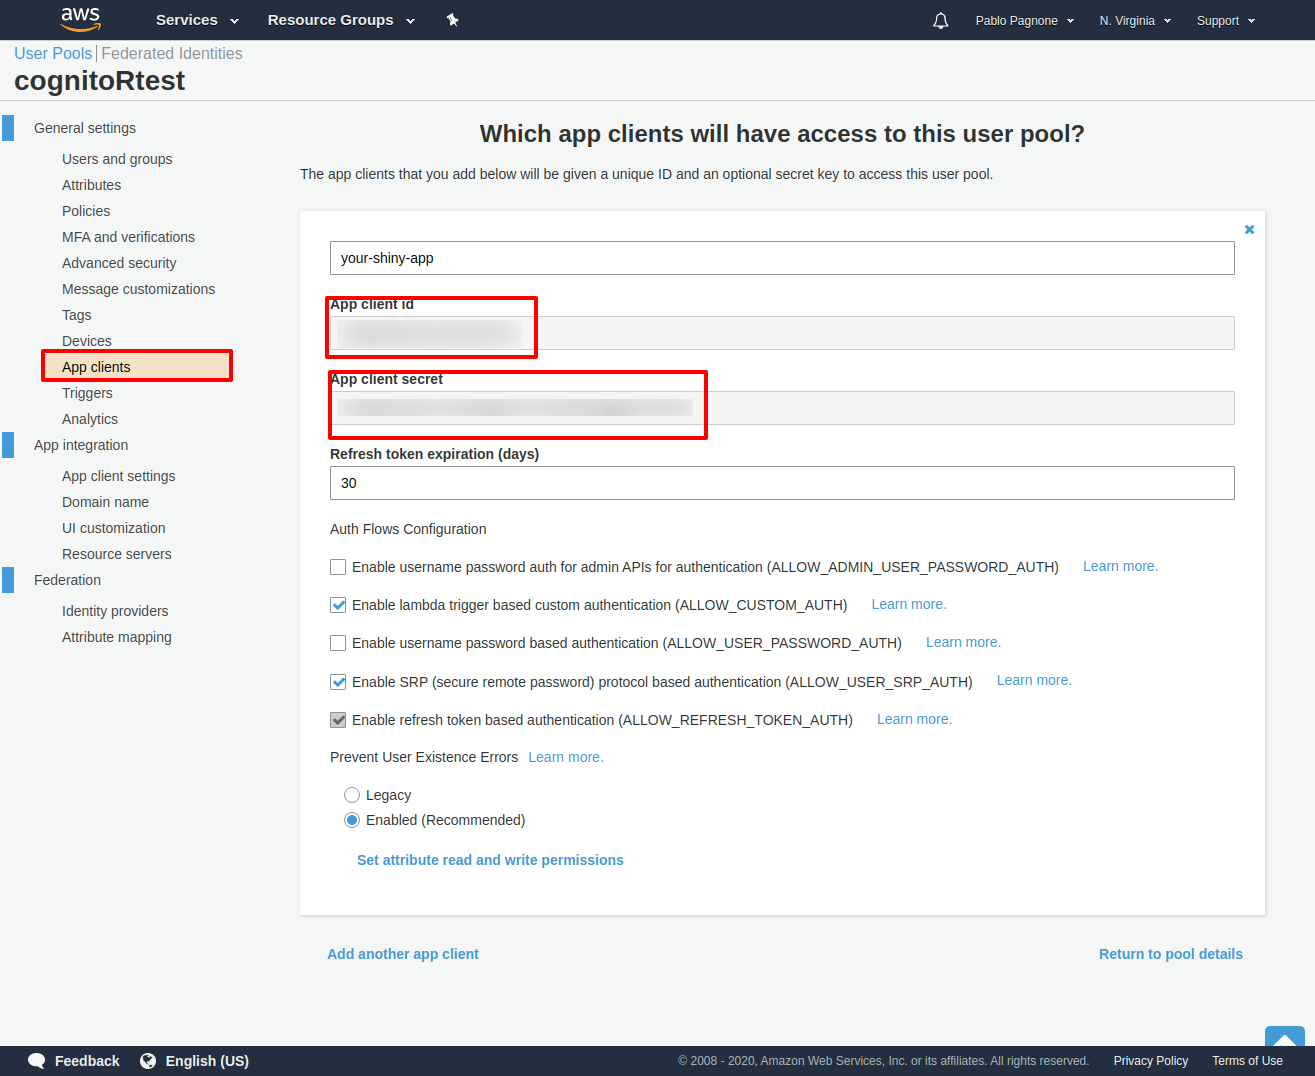 aws Services Resource Groups Pablo Pagnone N. Virginia Support
User Pools | Federated Identities
cognitoRtest
General settings
Users and groups
Attributes
Policies
MFA and verifications
Advanced security
Message customizations
Tags
Devices
App clients
Triggers
Analytics
App integration
App client settings
Domain name
UI customization
Resource servers
Federation
Identity providers
Attribute mapping
Which app clients will have access to this user pool?
The app clients that you add below will be given a unique ID and an optional secret key to access this user pool.
your-shiny-app
App client id
App client secret
Refresh token expiration (days)
30
Auth Flows Configuration
Enable username password auth for admin APIs for authentication (ALLOW_ADMIN_USER_PASSWORD_AUTH) Learn more.
Enable lambda trigger based custom authentication (ALLOW_CUSTOM_AUTH) Learn more.
Enable username password based authentication (ALLOW_USER_PASSWORD_AUTH) Learn more.
Enable SRP (secure remote password) protocol based authentication (ALLOW_USER_SRP_AUTH) Learn more.
Enable refresh token based authentication (ALLOW_REFRESH_TOKEN_AUTH) Learn more.
Prevent User Existence Errors Learn more.
Legacy
Enabled (Recommended)
Set attribute read and write permissions
Add another app client Return to pool details
Feedback English (US) © 2008 - 2020, Amazon Web Services, Inc. or its affiliates. All rights reserved. Privacy Policy Terms of Use